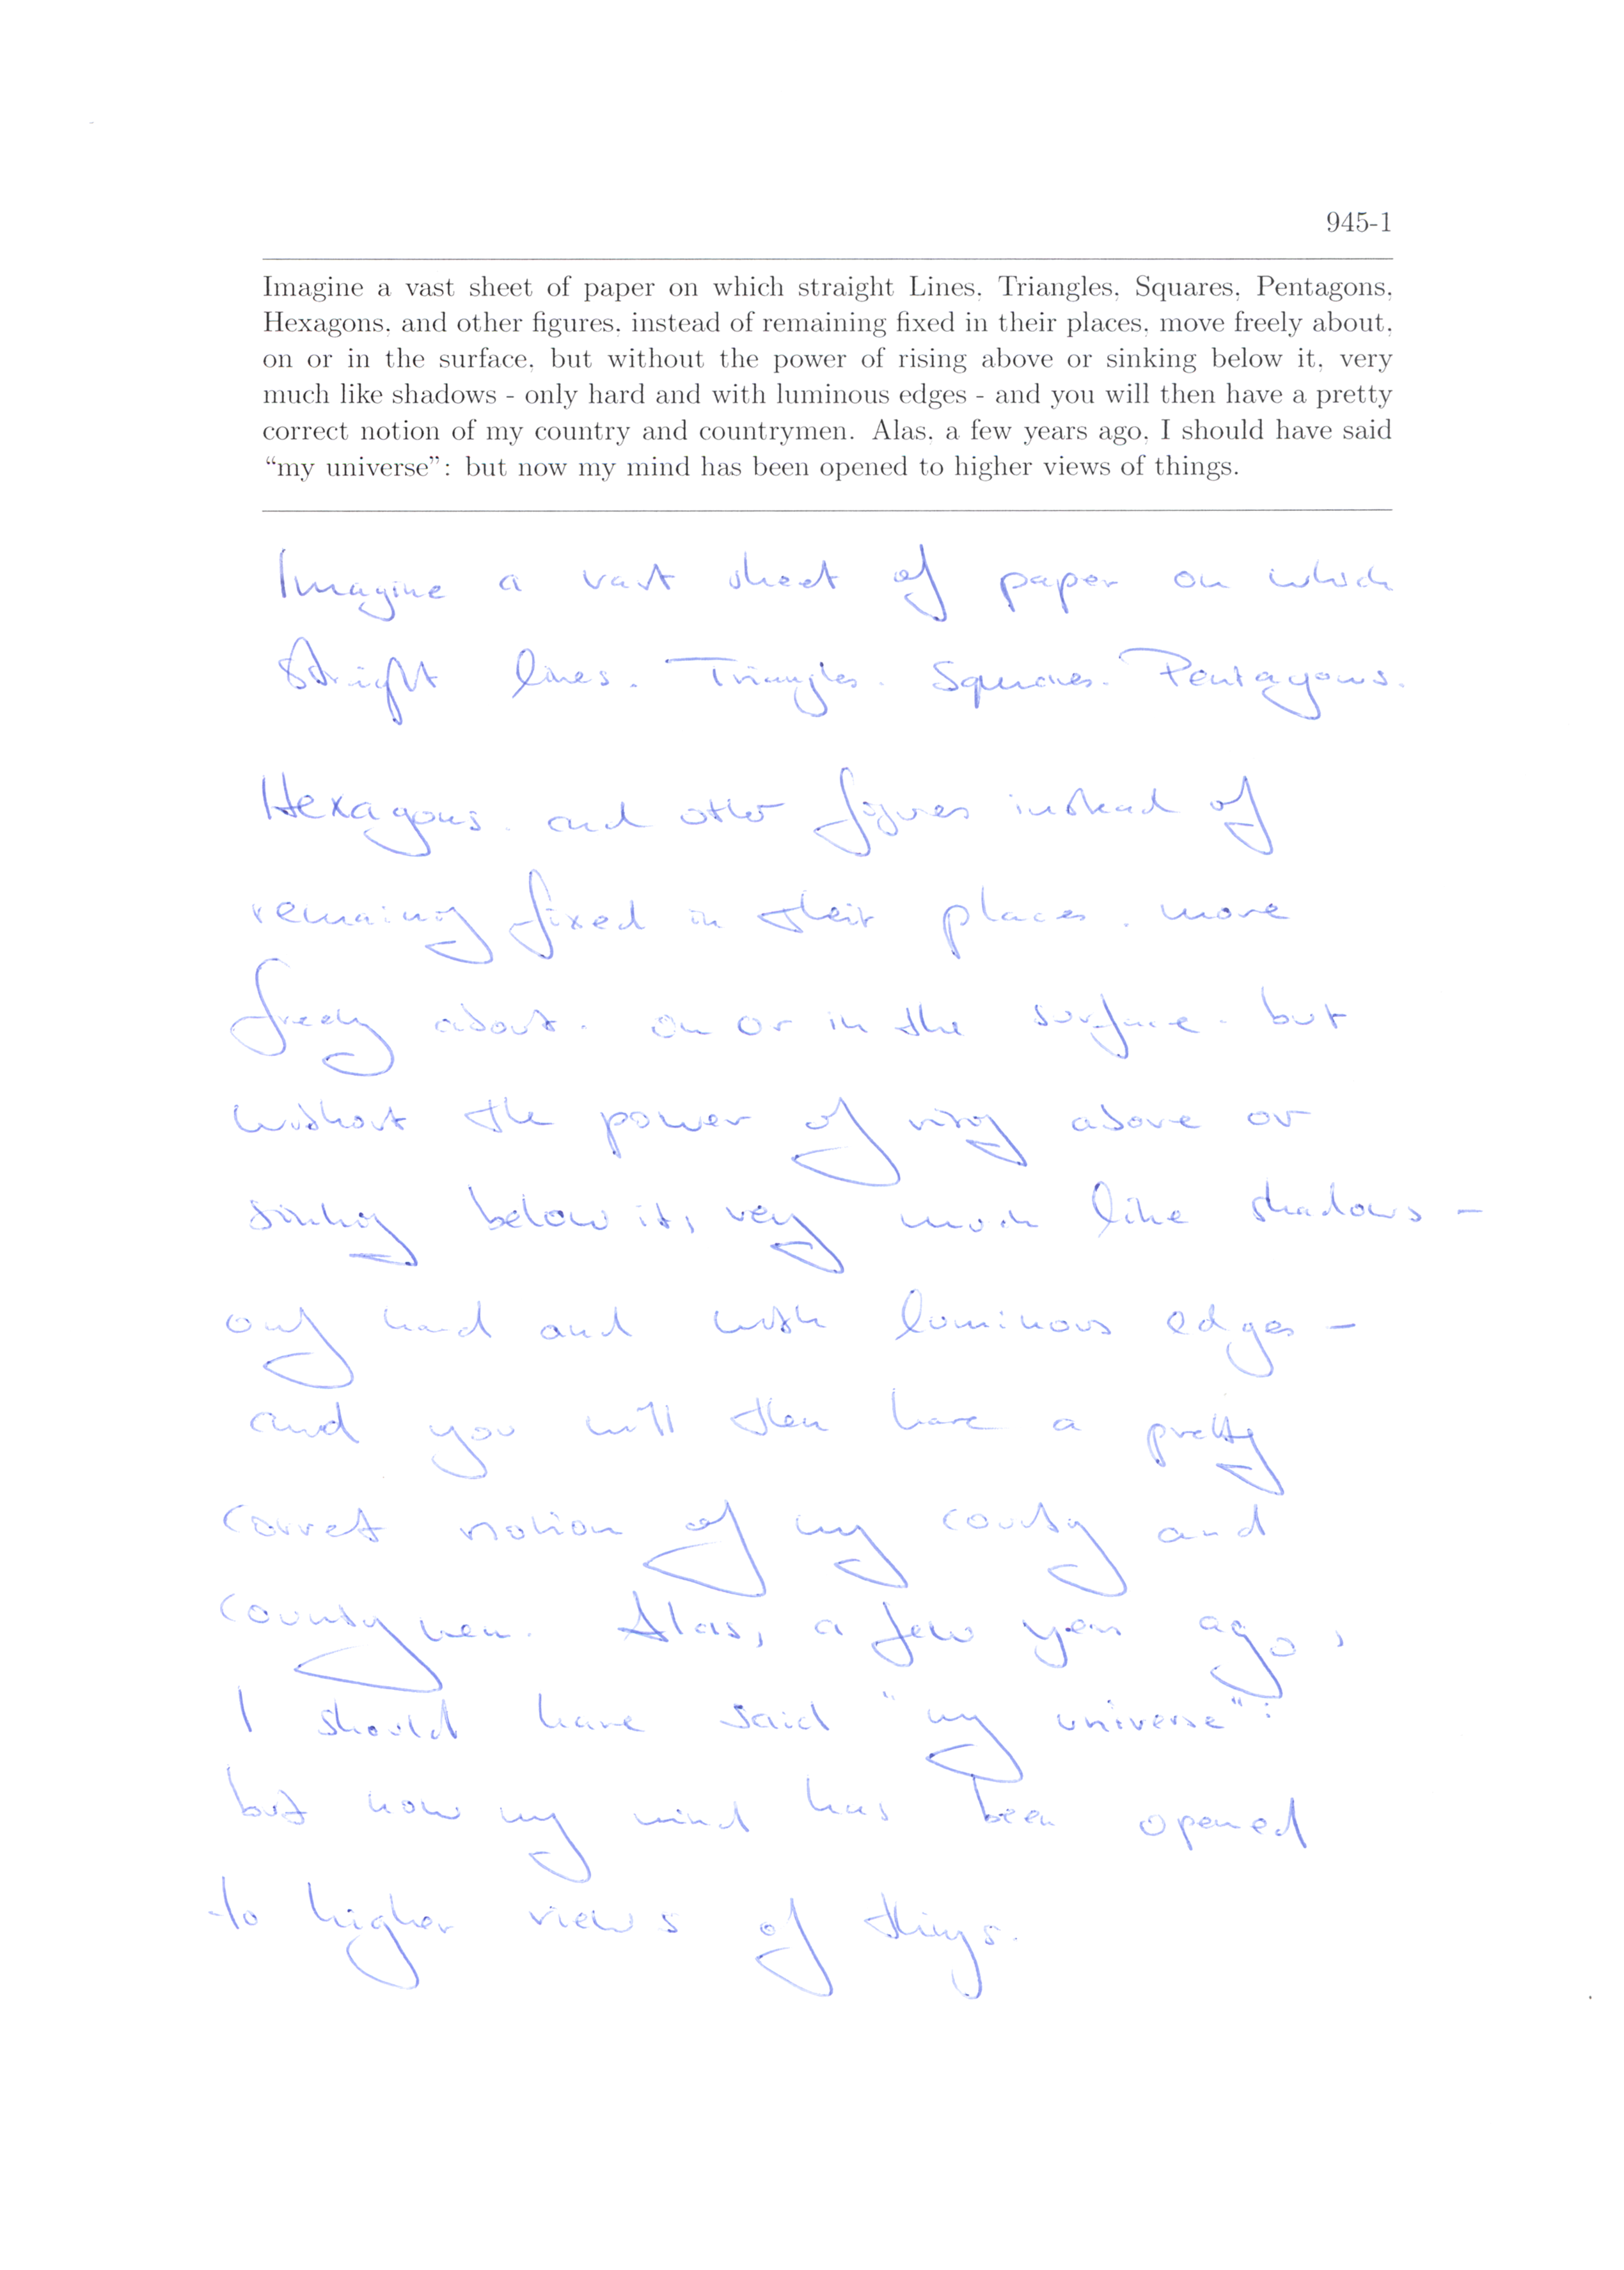 945-1
Imagine a vast sheet of paper on which straight Lines, Triangles, Squares, Pentagons,
Hexagons, and other figures, instead of remaining fixed in their places, move freely about,
on or in the surface, but without the power of rising above or sinking below it, very
much like shadows - only hard and with luminous edges - and you will then have a pretty
correct notion of my country and countrymen. Alas, a few years ago, I should have said
“my universe”: but now my mind has been opened to higher views of things.
Imagine a vast sheet of paper on which
Straight lines. Triangles. Squares. Pentagons.
Hexagons. and other figures instead of
remaining fixed in their places. move
freely about. on or in the surface. but
without the power of rising above or
sinking below it, very much like shadows -
only hard and with luminous edges -
and you will then have a pretty
correct notion of my country and
countrymen. Alas, a few years ago,
I should have said "my universe":
but now my mind has been opened
to higher views of things.